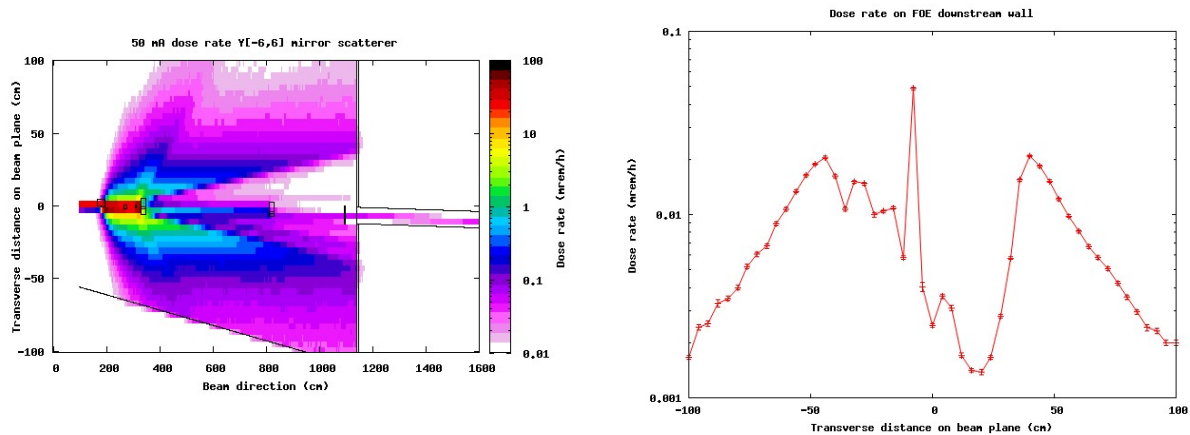 50 mA dose rate Y[-6,6] mirror scatterer
Transverse distance on beam plane (cm)
100
50
0
-50
-100
0 200 400 600 800 1000 1200 1400 1600
Beam direction (cm)
100
10
1
0.1
0.01
Dose rate (mrem/h)
Dose rate on FOE downstream wall
Dose rate (mrem/h)
0.1
0.01
0.001
-100 -50 0 50 100
Transverse distance on beam plane (cm)